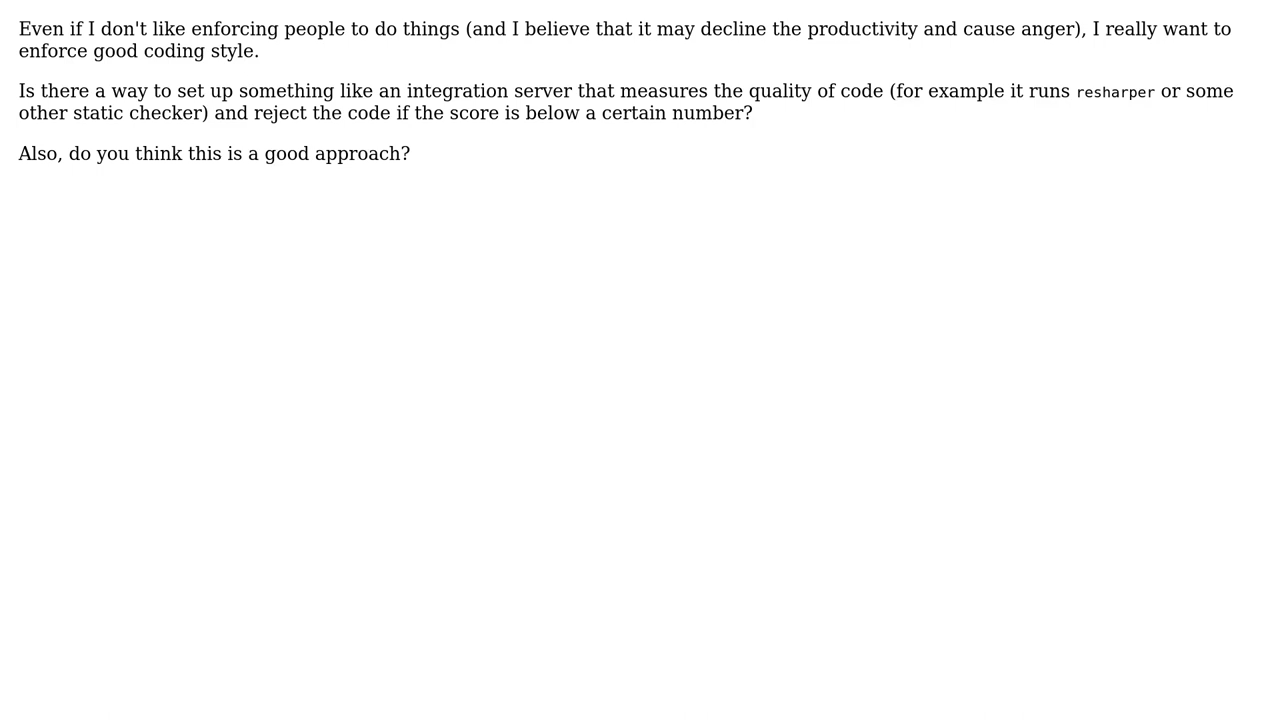 Even if I don't like enforcing people to do things (and I believe that it may decline the productivity and cause anger), I really want to
enforce good coding style.
Is there a way to set up something like an integration server that measures the quality of code (for example it runs resharper or some
other static checker) and reject the code if the score is below a certain number?
Also, do you think this is a good approach?